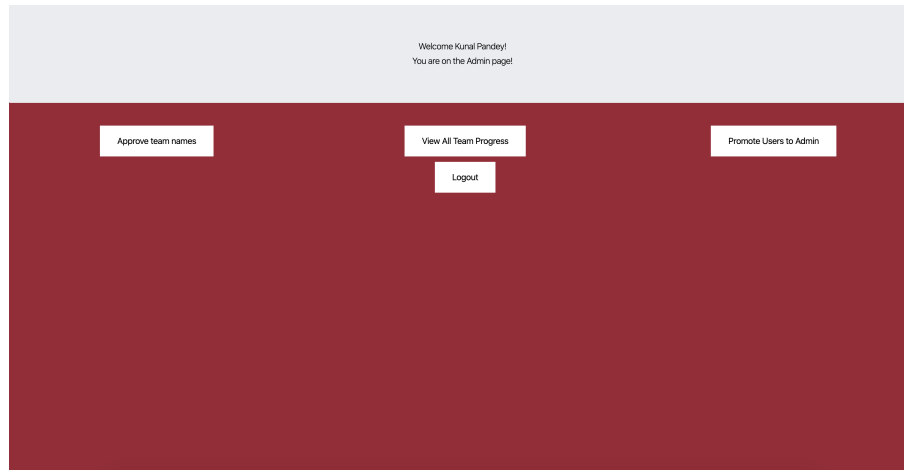 Welcome Kunal Pandey!
You are on the Admin page!
Approve team names
View All Team Progress
Promote Users to Admin
Logout